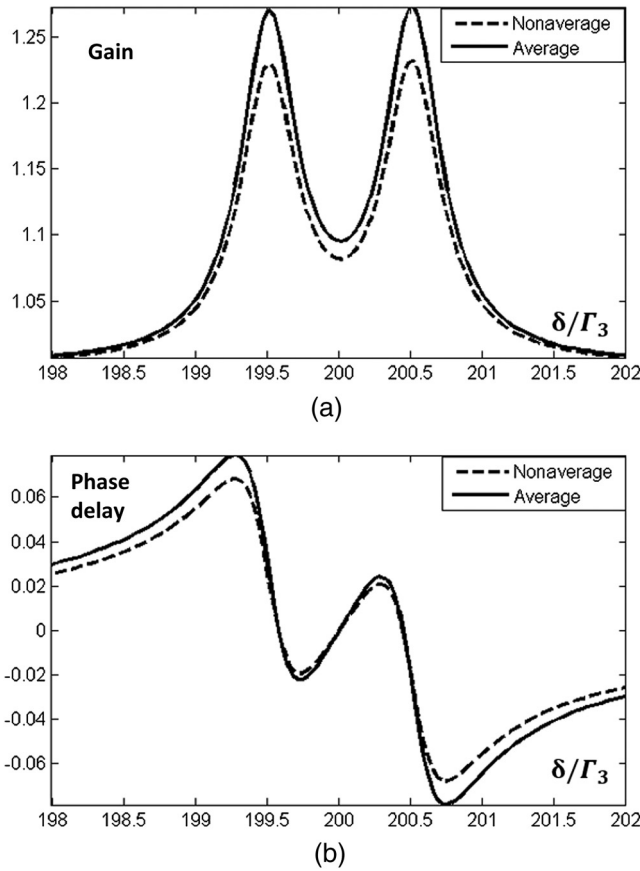 1.25
Gain
Nonaverage
Average
1.2
1.15
1.1
1.05
δ/Γ₃
198 198.5 199 199.5 200 200.5 201 201.5 202
(a)
Phase delay
Nonaverage
Average
0.06
0.04
0.02
0
-0.02
-0.04
-0.06
δ/Γ₃
198 198.5 199 199.5 200 200.5 201 201.5 202
(b)